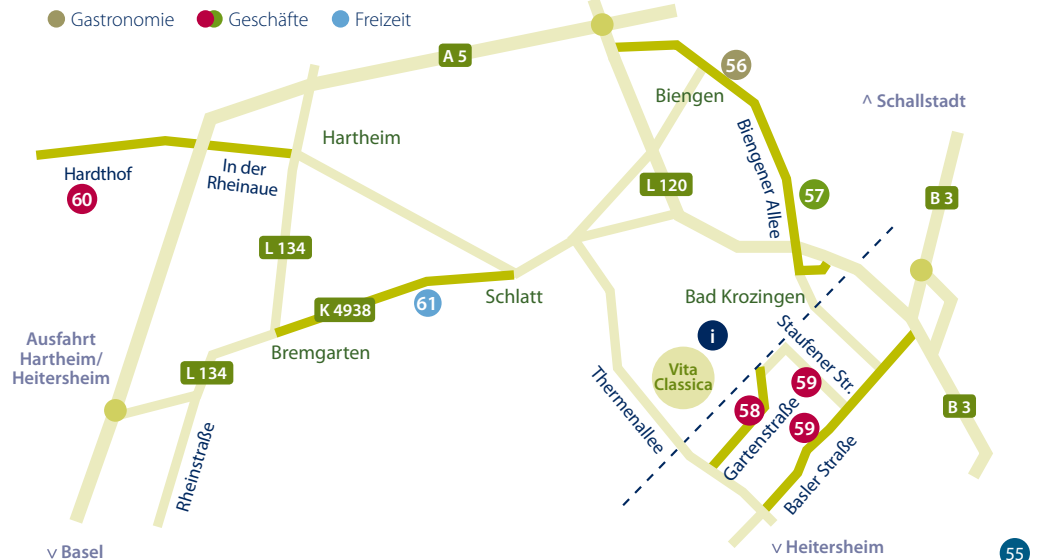 Gastronomie
Geschäfte
Freizeit
A 5
56
Biengen
^ Schallstadt
Hartheim
Biengener Allee
Hardthof
In der
Rheinaue
60
L 120
57
B 3
L 134
K 4938
61
Schlatt
Bad Krozingen
Ausfahrt
Hartheim/
Heitersheim
Bremgarten
i
Staufener Str.
L 134
Vita
Classica
Thermenallee
59
58
Gartenstraße
59
B 3
Rheinstraße
Basler Straße
v Basel
v Heitersheim
55